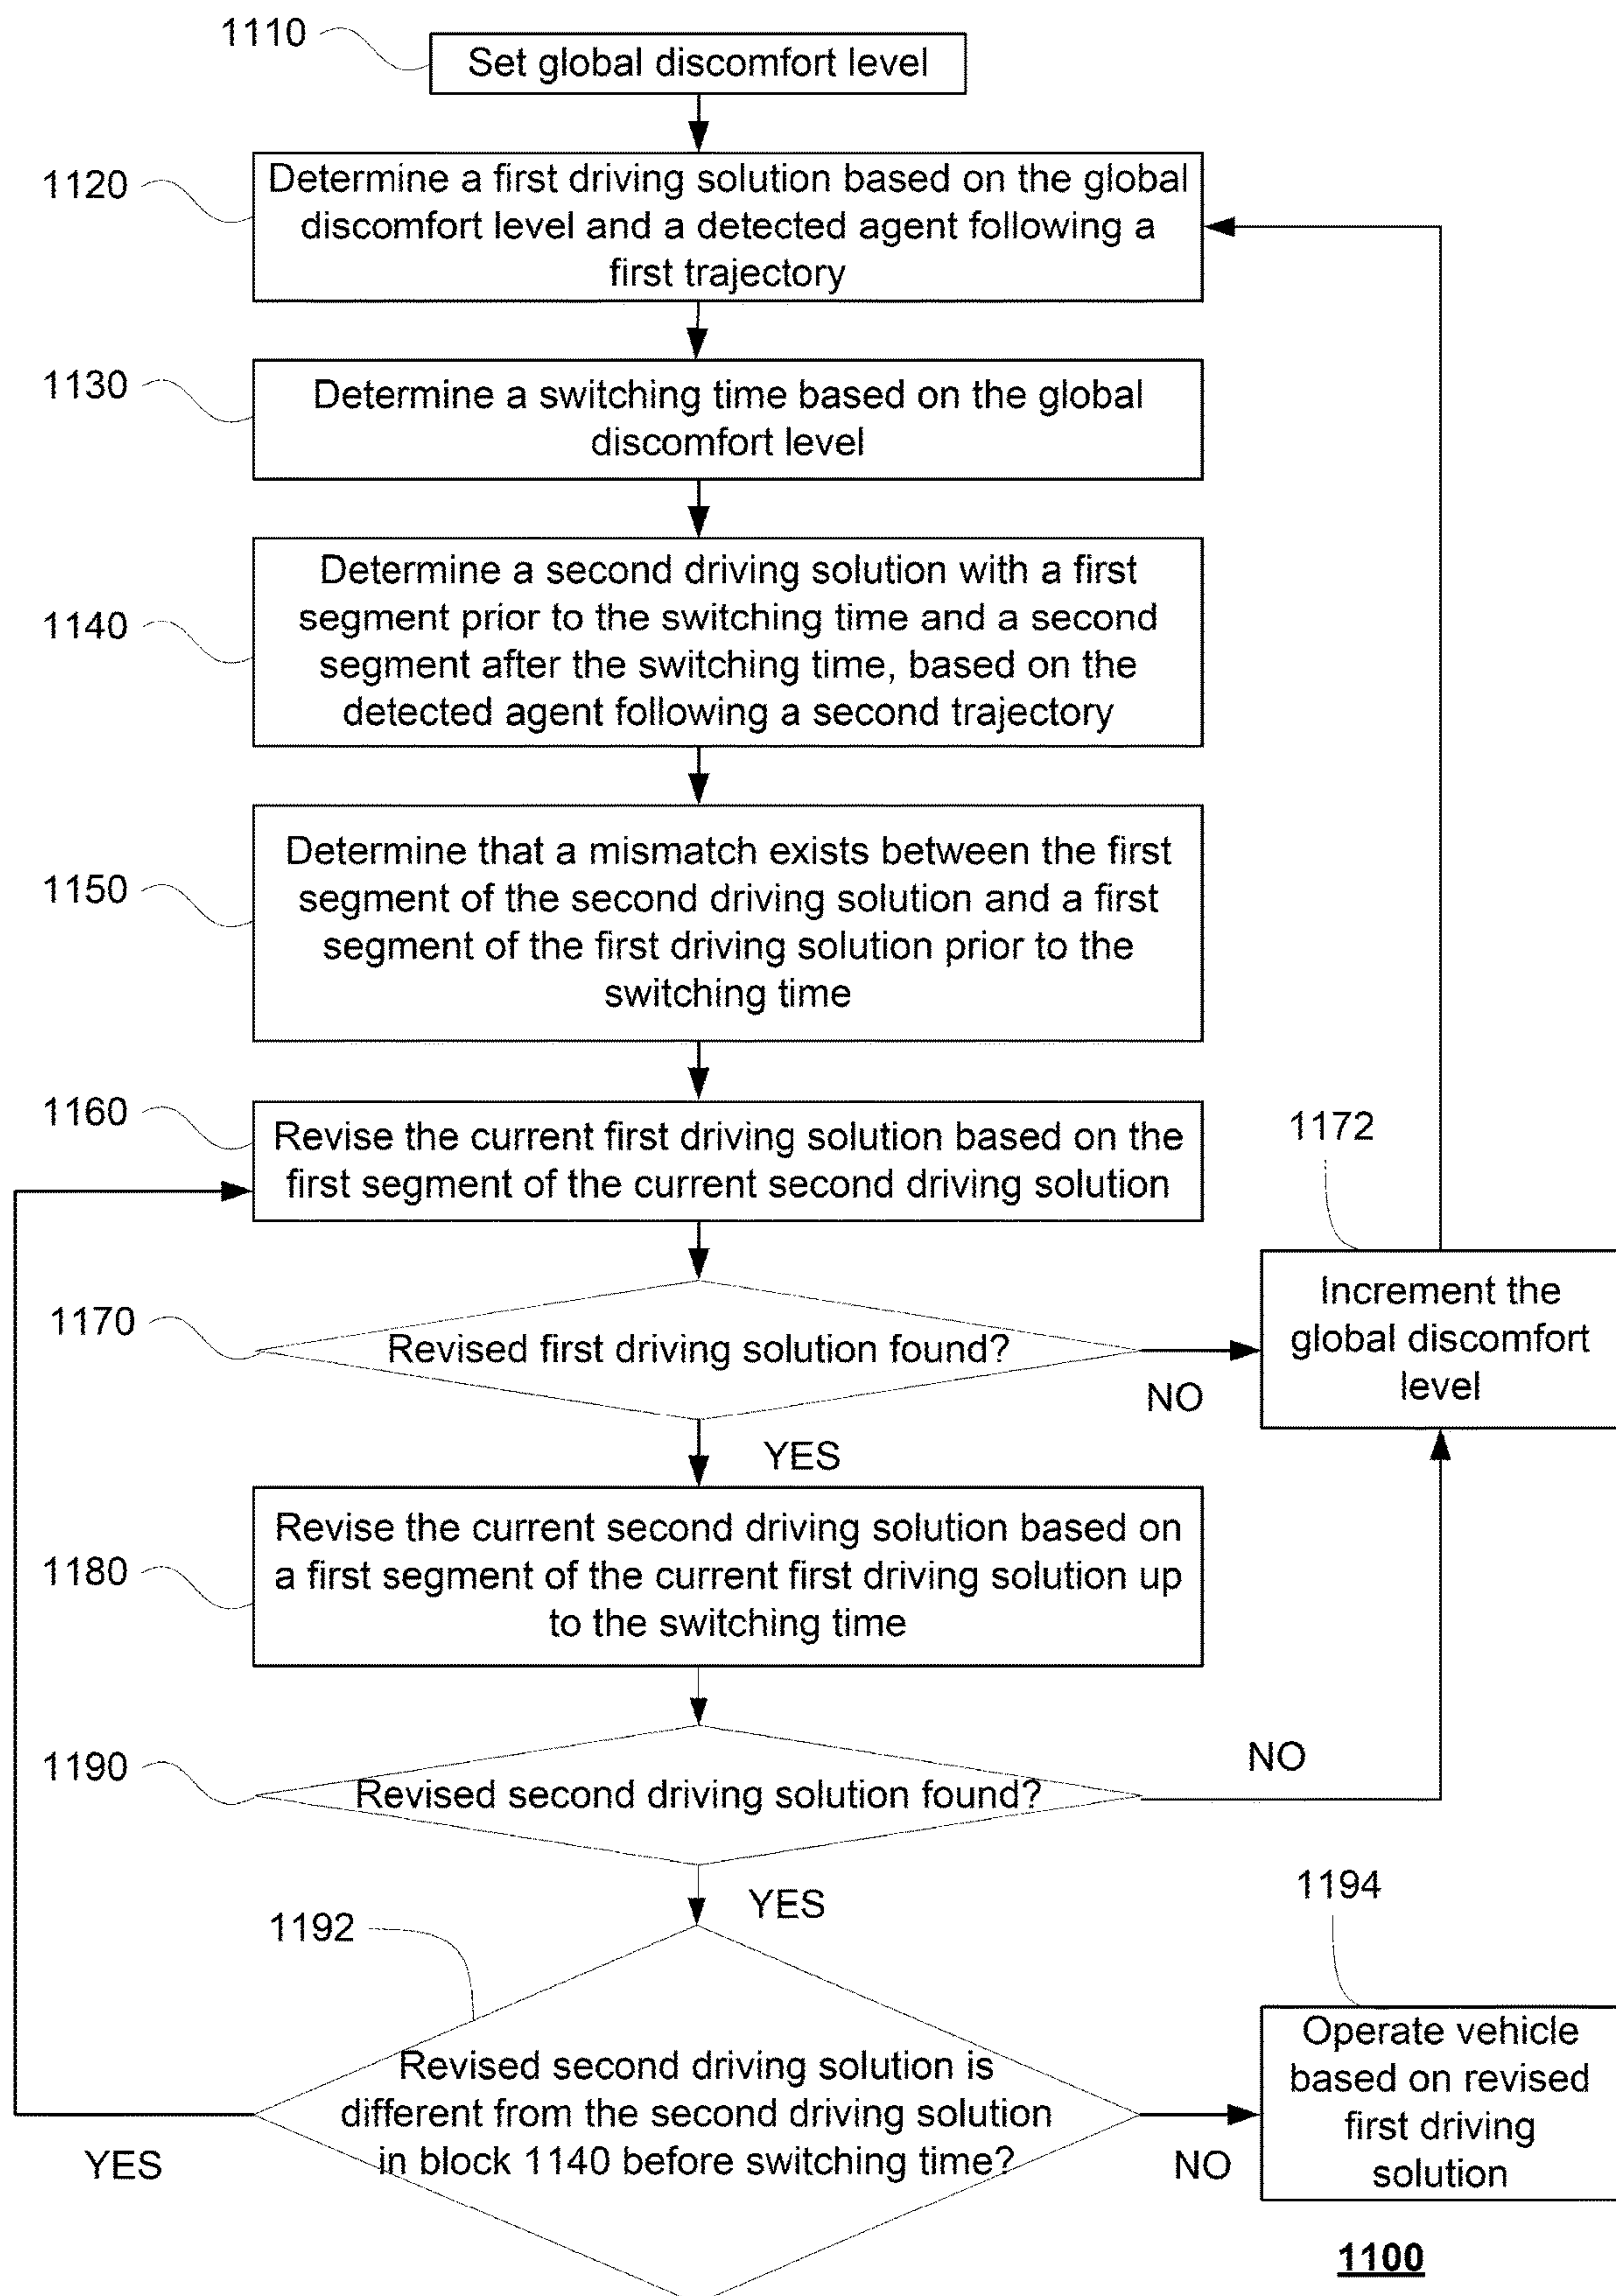 1110
Set global discomfort level
1120
Determine a first driving solution based on the global
discomfort level and a detected agent following a
first trajectory
1130
Determine a switching time based on the global
discomfort level
1140
Determine a second driving solution with a first
segment prior to the switching time and a second
segment after the switching time, based on the
detected agent following a second trajectory
1150
Determine that a mismatch exists between the first
segment of the second driving solution and a first
segment of the first driving solution prior to the
switching time
1160
Revise the current first driving solution based on the
first segment of the current second driving solution
1172
Increment the
global discomfort
level
1170
Revised first driving solution found?
NO
YES
1180
Revise the current second driving solution based on
a first segment of the current first driving solution up
to the switching time
1190
Revised second driving solution found?
NO
YES
1192
Revised second driving solution is
different from the second driving solution
in block 1140 before switching time?
YES
NO
1194
Operate vehicle
based on revised
first driving
solution
1100